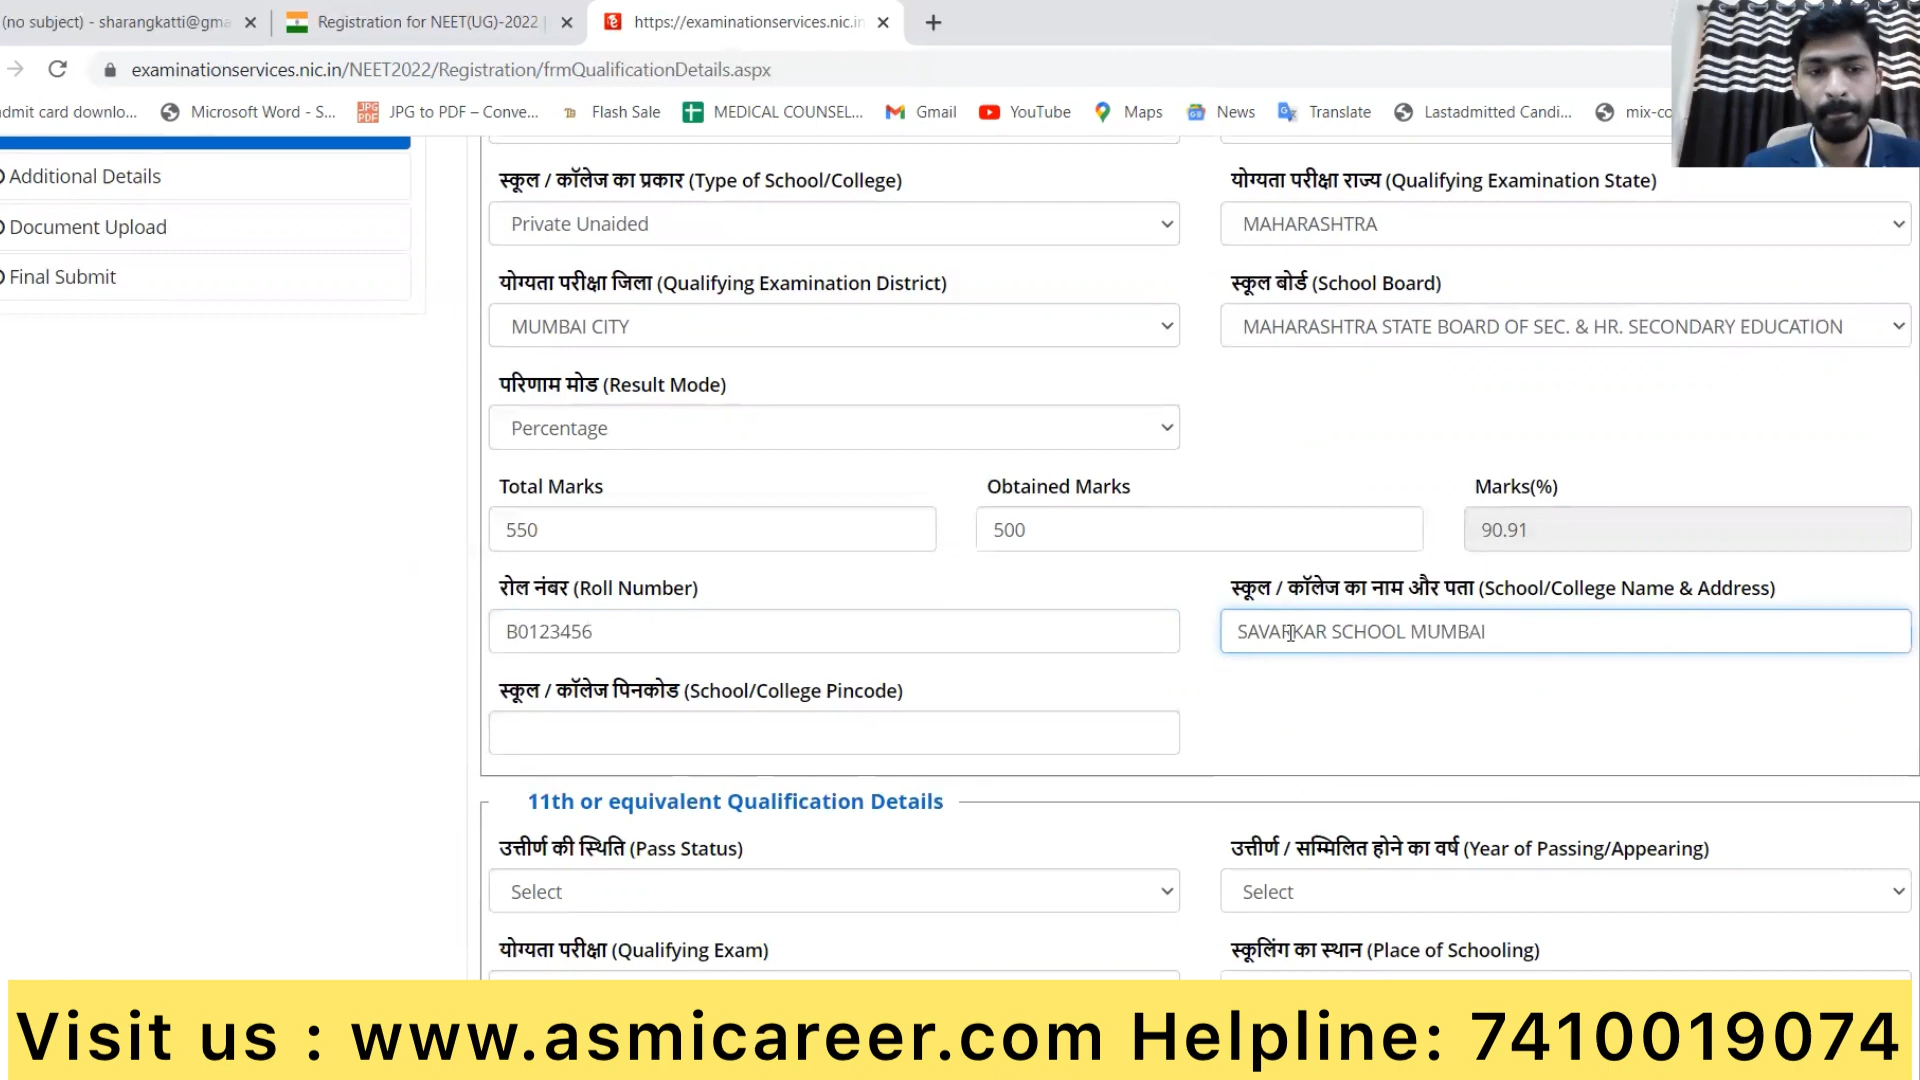 (no subject) - sharangkatti@gma
Registration for NEET(UG)-2022
https://examinationservices.nic.in
examinationservices.nic.in/NEET2022/Registration/frmQualificationDetails.aspx
dmit card downlo...
Microsoft Word - S...
JPG to PDF – Conve...
Flash Sale
MEDICAL COUNSEL...
Gmail
YouTube
Maps
News
Translate
Lastadmitted Candi...
mix-co
Additional Details
Document Upload
Final Submit
स्कूल / कॉलेज का प्रकार (Type of School/College)
योग्यता परीक्षा राज्य (Qualifying Examination State)
Private Unaided
MAHARASHTRA
योग्यता परीक्षा जिला (Qualifying Examination District)
स्कूल बोर्ड (School Board)
MUMBAI CITY
MAHARASHTRA STATE BOARD OF SEC. & HR. SECONDARY EDUCATION
परिणाम मोड (Result Mode)
Percentage
Total Marks
Obtained Marks
Marks(%)
550
500
90.91
रोल नंबर (Roll Number)
स्कूल / कॉलेज का नाम और पता (School/College Name & Address)
B0123456
SAVARKAR SCHOOL MUMBAI
स्कूल / कॉलेज पिनकोड (School/College Pincode)
11th or equivalent Qualification Details
उत्तीर्ण की स्थिति (Pass Status)
उत्तीर्ण / सम्मिलित होने का वर्ष (Year of Passing/Appearing)
Select
Select
योग्यता परीक्षा (Qualifying Exam)
स्कूलिंग का स्थान (Place of Schooling)
Visit us : www.asmicareer.com Helpline: 7410019074